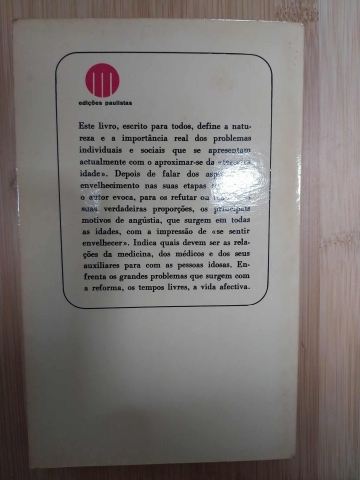 edições paulistas
Este livro, escrito para todos, define a natu-
reza e a importância real dos problemas
individuais e sociais que se apresentam
actualmente com o aproximar-se da «terceira
idade». Depois de falar dos
envelhecimento nas suas etapas
o autor evoca, para os refutar ou
suas verdadeiras proporções, os principais
motivos de angústia, que surgem em todas
as idades, com a impressão de «se sentir
envelhecer». Indica quais devem ser as rela-
ções da medicina, dos médicos e dos seus
auxiliares para com as pessoas idosas. En-
frenta os grandes problemas que surgem com
a reforma, os tempos livres, a vida afectiva.